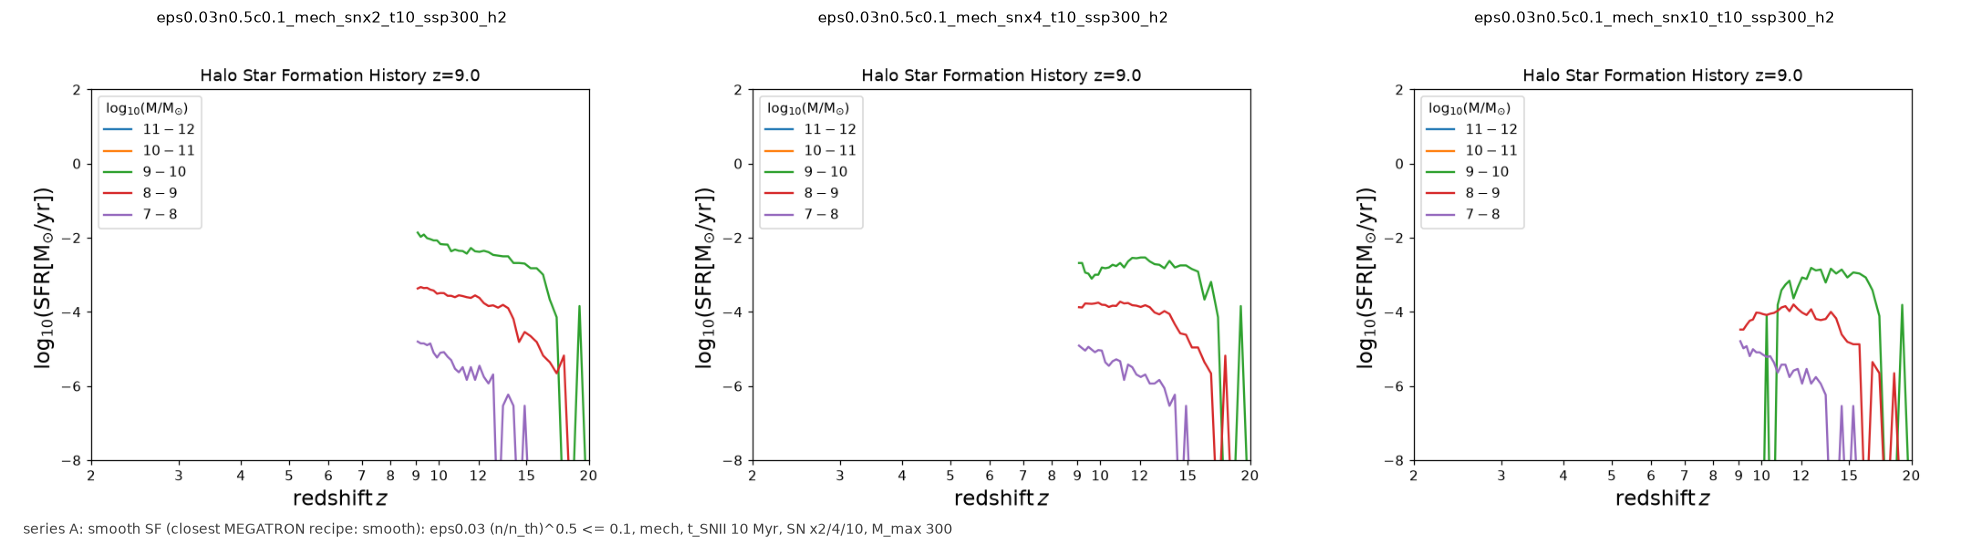 eps0.03n0.5c0.1_mech_snx2_t10_ssp300_h2
Halo Star Formation History z=9.0
log₁₀(M/M⊙)
11 − 12
10 − 11
9 − 10
8 − 9
7 − 8
log₁₀(SFR[M⊙/yr])
2
0
−2
−4
−6
−8
2 3 4 5 6 7 8 9 10 12 15 20
redshift z
eps0.03n0.5c0.1_mech_snx4_t10_ssp300_h2
Halo Star Formation History z=9.0
log₁₀(M/M⊙)
11 − 12
10 − 11
9 − 10
8 − 9
7 − 8
log₁₀(SFR[M⊙/yr])
2
0
−2
−4
−6
−8
2 3 4 5 6 7 8 9 10 12 15 20
redshift z
eps0.03n0.5c0.1_mech_snx10_t10_ssp300_h2
Halo Star Formation History z=9.0
log₁₀(M/M⊙)
11 − 12
10 − 11
9 − 10
8 − 9
7 − 8
log₁₀(SFR[M⊙/yr])
2
0
−2
−4
−6
−8
2 3 4 5 6 7 8 9 10 12 15 20
redshift z
series A: smooth SF (closest MEGATRON recipe: smooth): eps0.03 (n/n_th)^0.5 <= 0.1, mech, t_SNII 10 Myr, SN x2/4/10, M_max 300